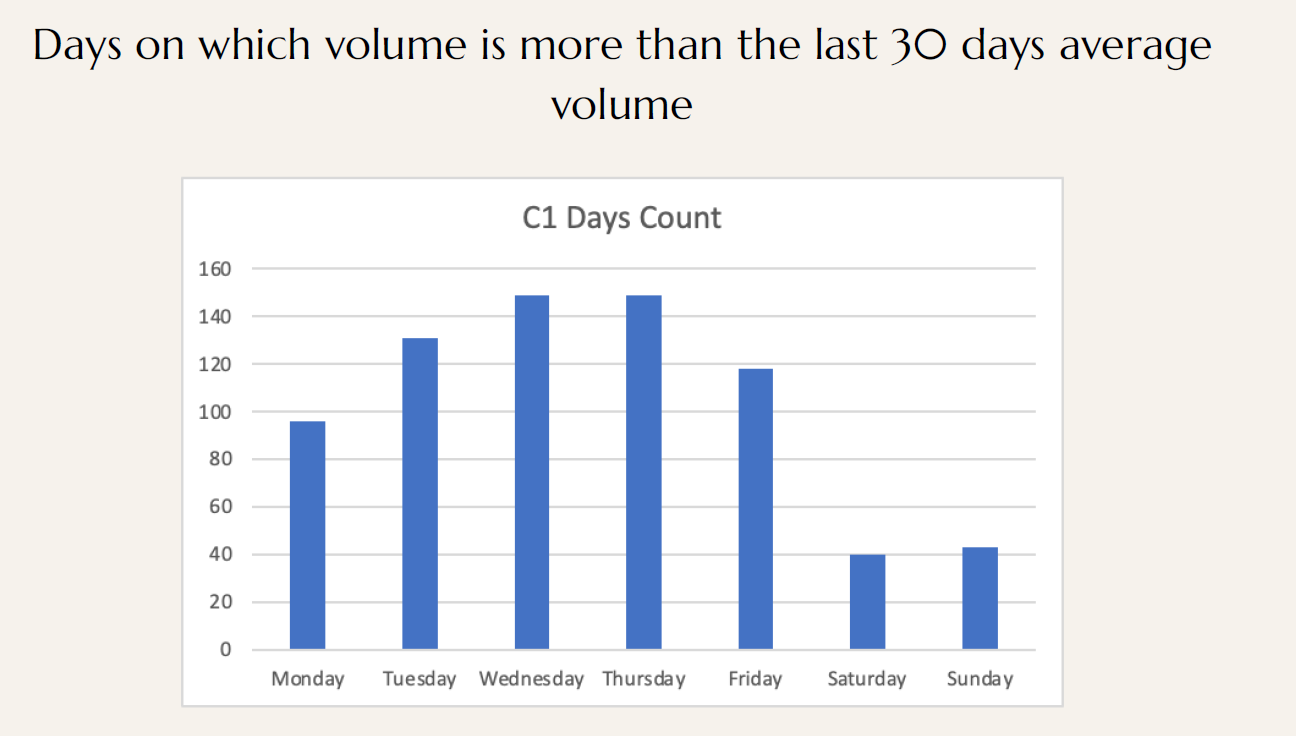 Days on which volume is more than the last 30 days average
volume
C1 Days Count
160
140
120
100
80
60
40
20
0
Monday Tuesday Wednesday Thursday Friday Saturday Sunday